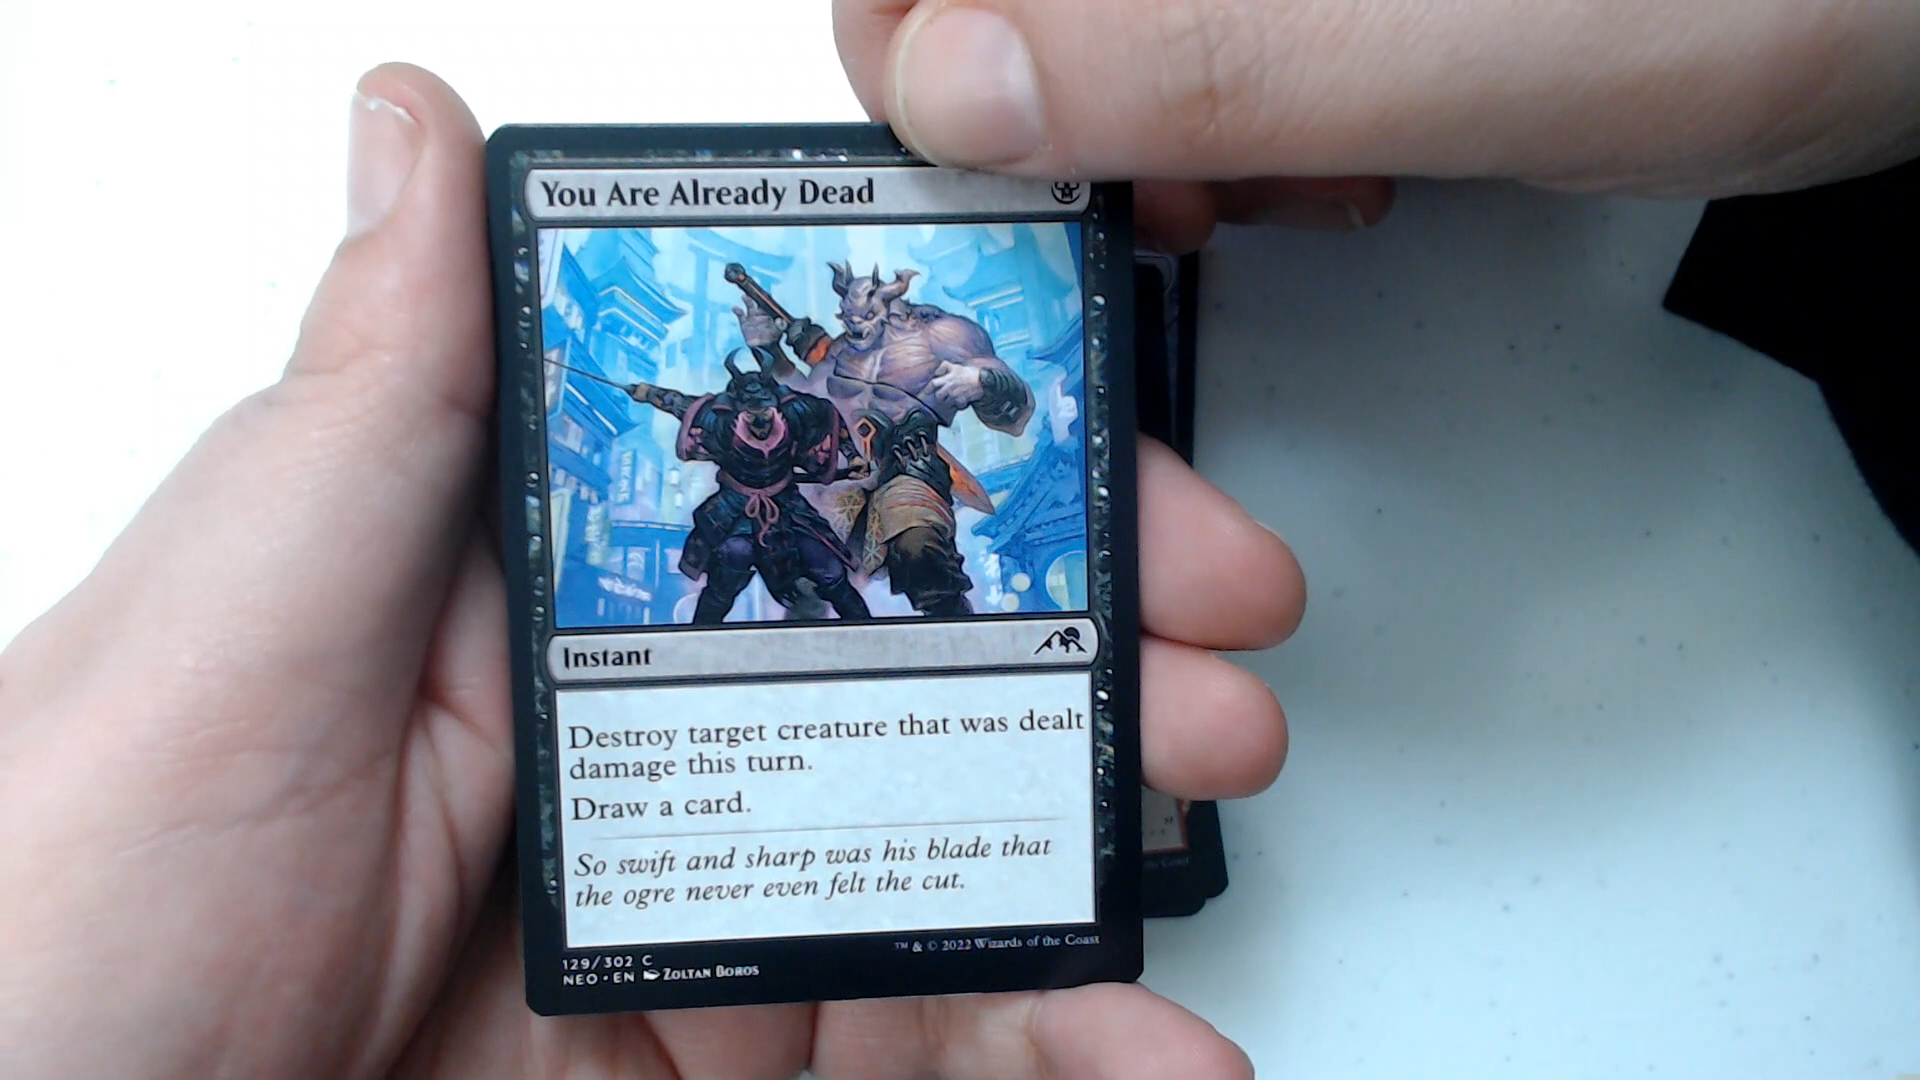 You Are Already Dead
Instant
Destroy target creature that was dealt
damage this turn.
Draw a card.
So swift and sharp was his blade that
the ogre never even felt the cut.
™ & © 2022 Wizards of the Coast
129/302 C
NEO • EN ZOLTAN BOROS